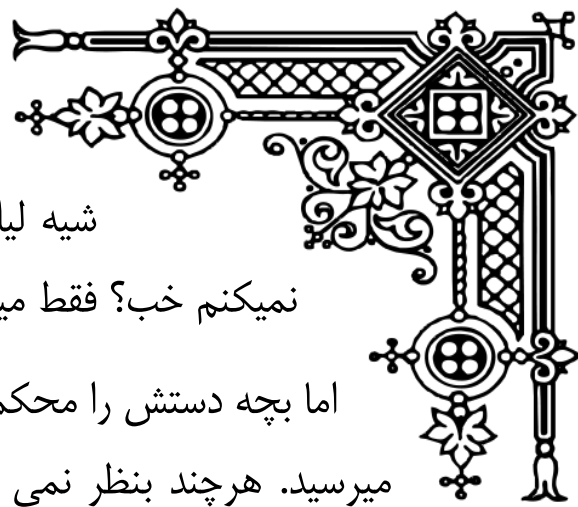 شیه لیا
نمیکنم خب؟ فقط می
اما بچه دستش را محکم
میرسید. هرچند بنظر نمی